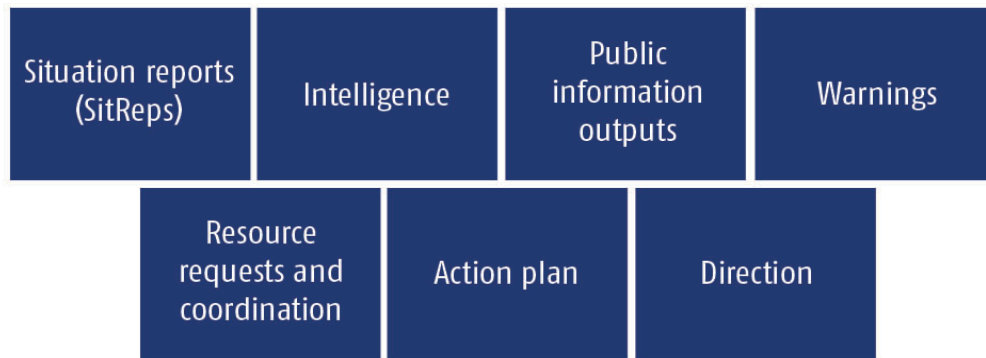 Situation reports
(SitReps)
Intelligence
Public
information
outputs
Warnings
Resource
requests and
coordination
Action plan
Direction